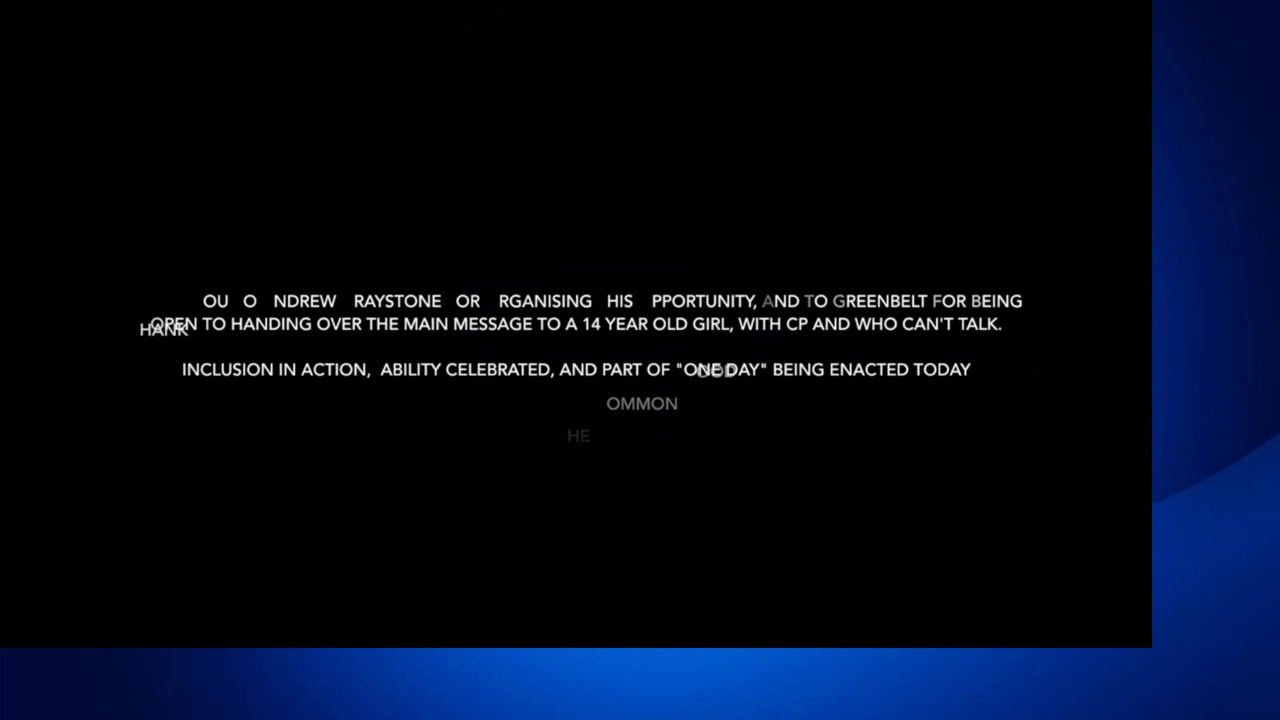 OU O NDREW RAYSTONE OR RGANISING HIS PPORTUNITY, AND TO GREENBELT FOR BEING
HANK
OPEN TO HANDING OVER THE MAIN MESSAGE TO A 14 YEAR OLD GIRL, WITH CP AND WHO CAN'T TALK.
INCLUSION IN ACTION, ABILITY CELEBRATED, AND PART OF "ONE DAY" BEING ENACTED TODAY
OOD
OMMON
HE